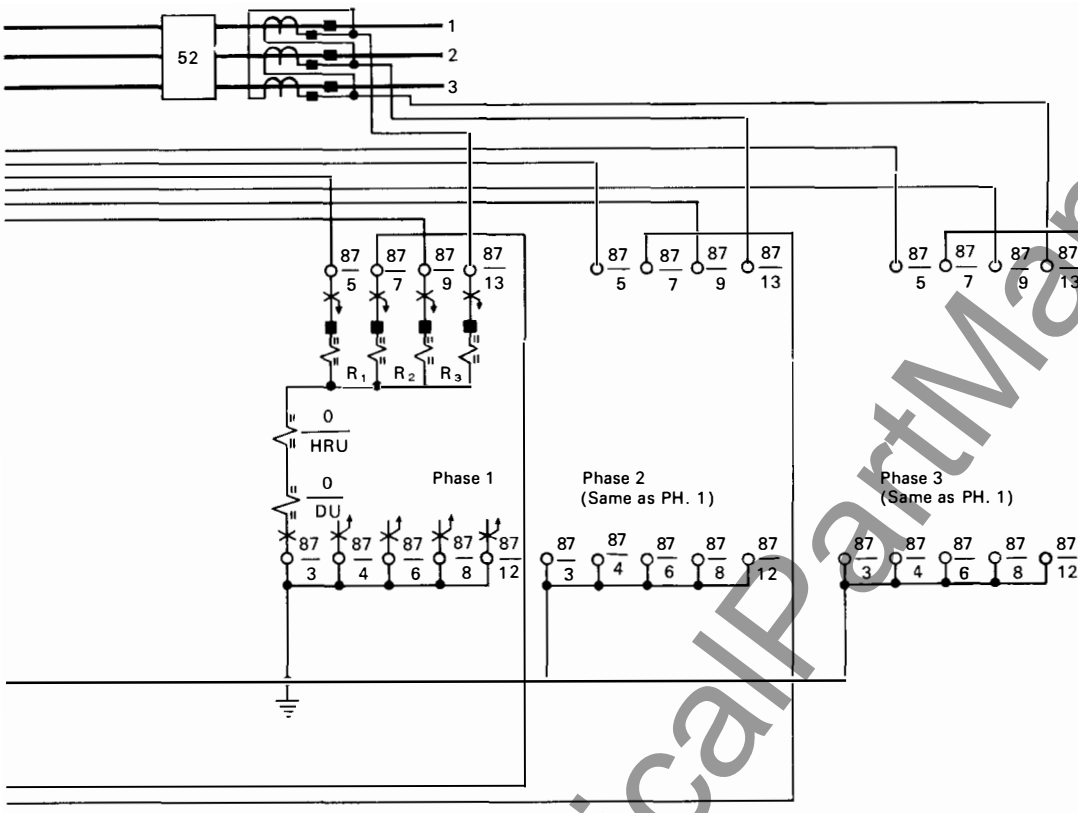 1
52
2
3
87 87 87 87
5 7 9 13
87 87 87 87
5 7 9 13
87 87 87 87
5 7 9 13
R₁ R₂ R₃
0
HRU
0
DU
Phase 1
Phase 2
(Same as PH. 1)
Phase 3
(Same as PH. 1)
87 87 87 87 87
3 4 6 8 12
87 87 87 87 87
3 4 6 8 12
87 87 87 87 87
3 4 6 8 12
icalPartMa